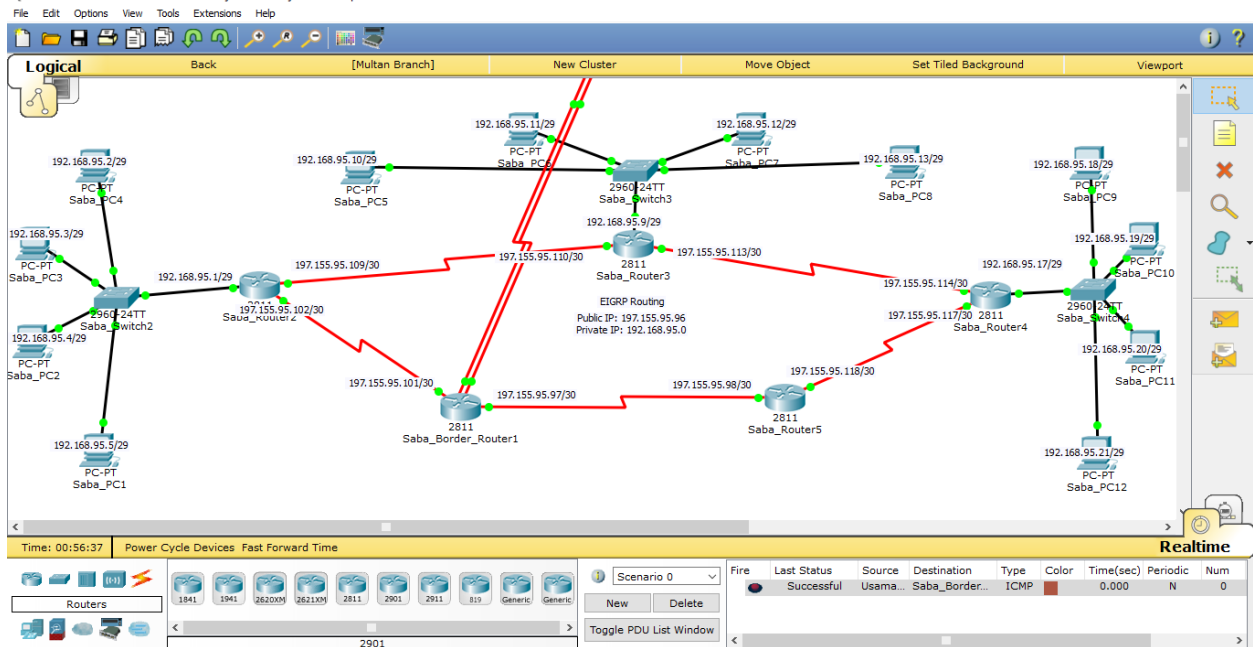 File Edit Options View Tools Extensions Help
Logical Back [Multan Branch] New Cluster Move Object Set Tiled Background Viewport
192.168.95.11/29
PC-PT
Saba_PC6
192.168.95.12/29
PC-PT
Saba_PC7
192.168.95.2/29
PC-PT
Saba_PC4
192.168.95.10/29
PC-PT
Saba_PC5
2960-24TT
Saba_Switch3
192.168.95.13/29
PC-PT
Saba_PC8
192.168.95.18/29
PC-PT
Saba_PC9
192.168.95.3/29
PC-PT
Saba_PC3
192.168.95.9/29
2811
Saba_Router3
192.168.95.19/29
PC-PT
Saba_PC10
192.168.95.1/29
2811
Saba_Router2
197.155.95.109/30
197.155.95.110/30
197.155.95.113/30
197.155.95.114/30
192.168.95.17/29
2960-24TT
Saba_Switch2
197.155.95.102/30
EIGRP Routing
Public IP: 197.155.95.96
Private IP: 192.168.95.0
197.155.95.117/30
2811
Saba_Router4
2960-24TT
Saba_Switch4
192.168.95.4/29
PC-PT
Saba_PC2
192.168.95.20/29
PC-PT
Saba_PC11
197.155.95.101/30
197.155.95.97/30
197.155.95.98/30
197.155.95.118/30
2811
Saba_Border_Router1
2811
Saba_Router5
192.168.95.5/29
PC-PT
Saba_PC1
192.168.95.21/29
PC-PT
Saba_PC12
Time: 00:56:37 Power Cycle Devices Fast Forward Time Realtime
Routers
1841 1941 2620XM 2621XM 2811 2901 2911 819 Generic Generic
2901
Scenario 0
New Delete
Toggle PDU List Window
Fire Last Status Source Destination Type Color Time(sec) Periodic Num
Successful Usama... Saba_Border... ICMP 0.000 N 0